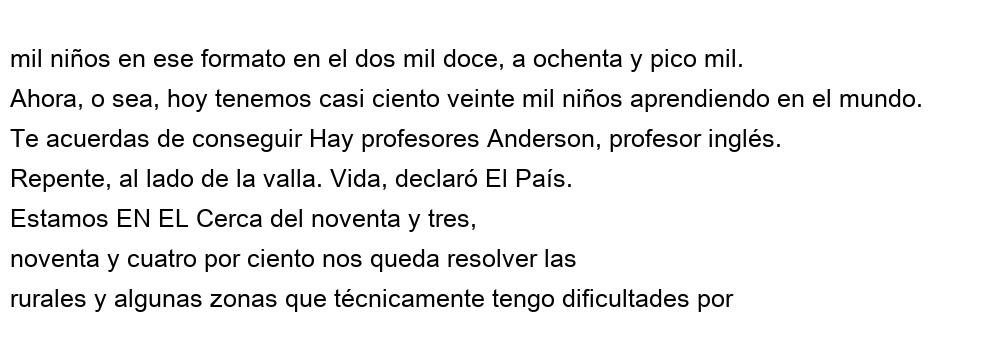 mil niños en ese formato en el dos mil doce, a ochenta y pico mil.
Ahora, o sea, hoy tenemos casi ciento veinte mil niños aprendiendo en el mundo.
Te acuerdas de conseguir Hay profesores Anderson, profesor inglés.
Repente, al lado de la valla. Vida, declaró El País.
Estamos EN EL Cerca del noventa y tres,
noventa y cuatro por ciento nos queda resolver las
rurales y algunas zonas que técnicamente tengo dificultades por